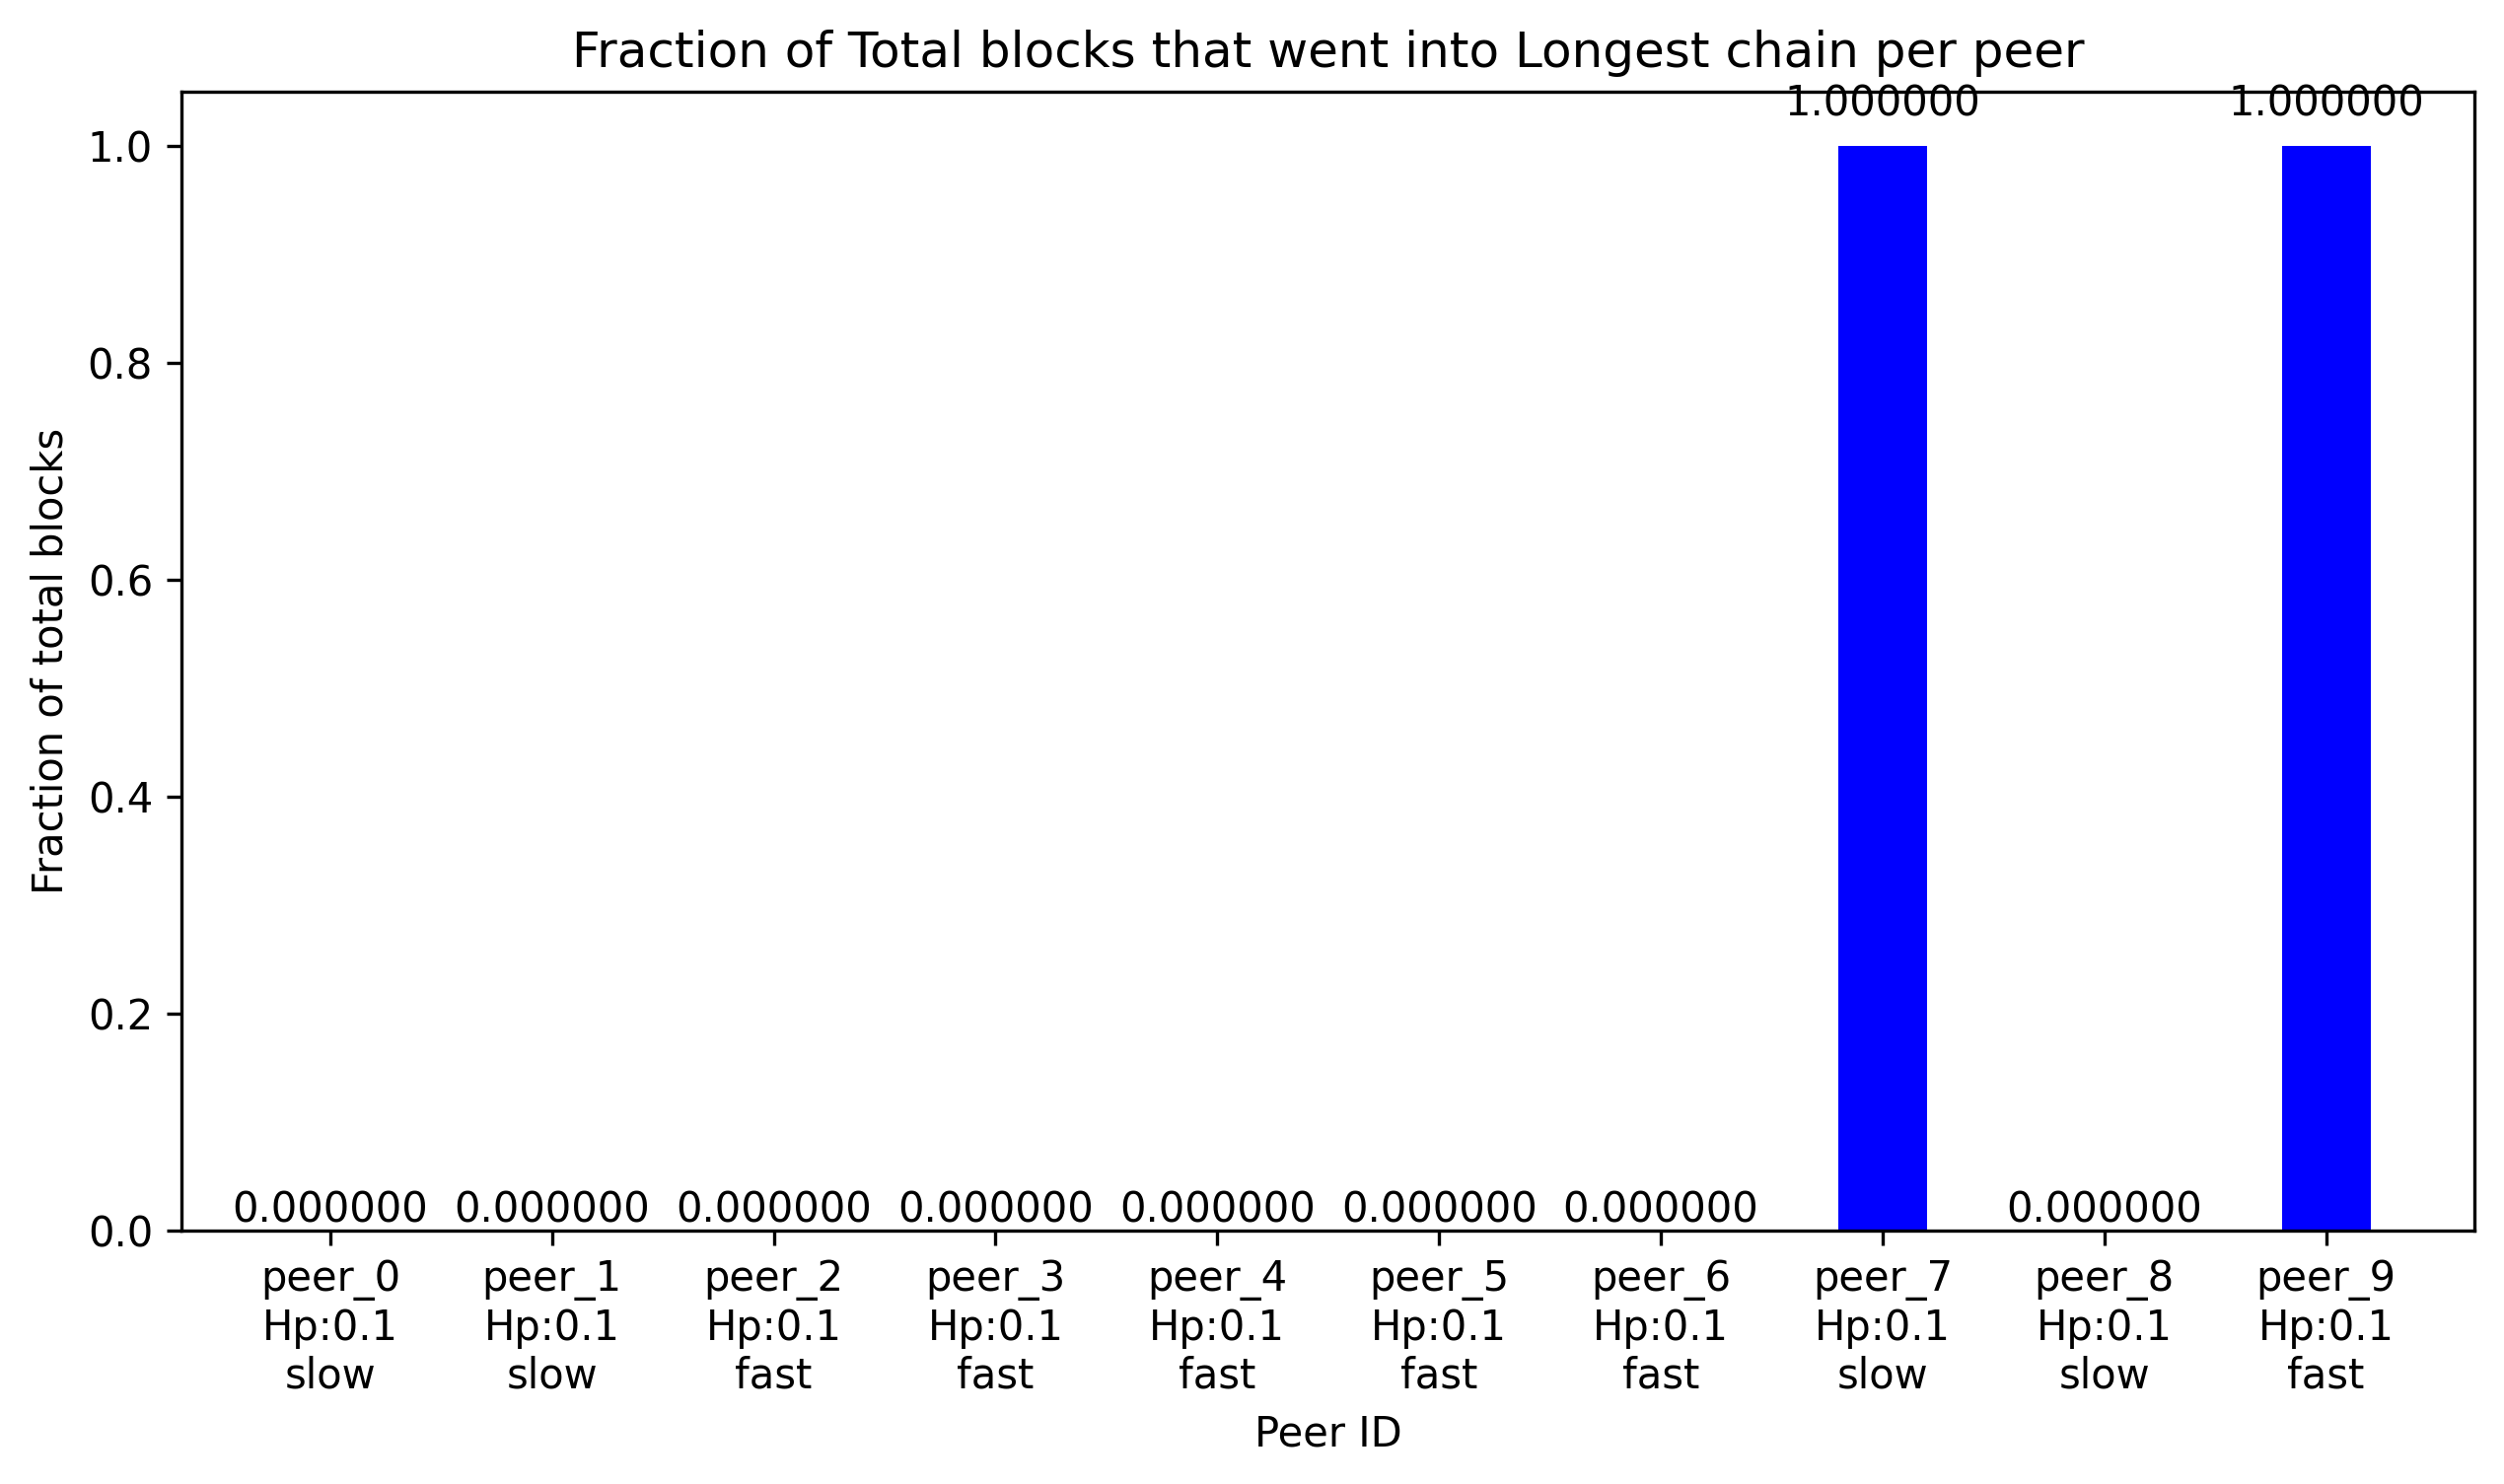 Fraction of Total blocks that went into Longest chain per peer
Fraction of total blocks
1.0
0.8
0.6
0.4
0.2
0.0
0.000000 0.000000 0.000000 0.000000 0.000000 0.000000 0.000000 1.000000 0.000000 1.000000
peer_0 peer_1 peer_2 peer_3 peer_4 peer_5 peer_6 peer_7 peer_8 peer_9
Hp:0.1 Hp:0.1 Hp:0.1 Hp:0.1 Hp:0.1 Hp:0.1 Hp:0.1 Hp:0.1 Hp:0.1 Hp:0.1
slow slow fast fast fast fast fast slow slow fast
Peer ID